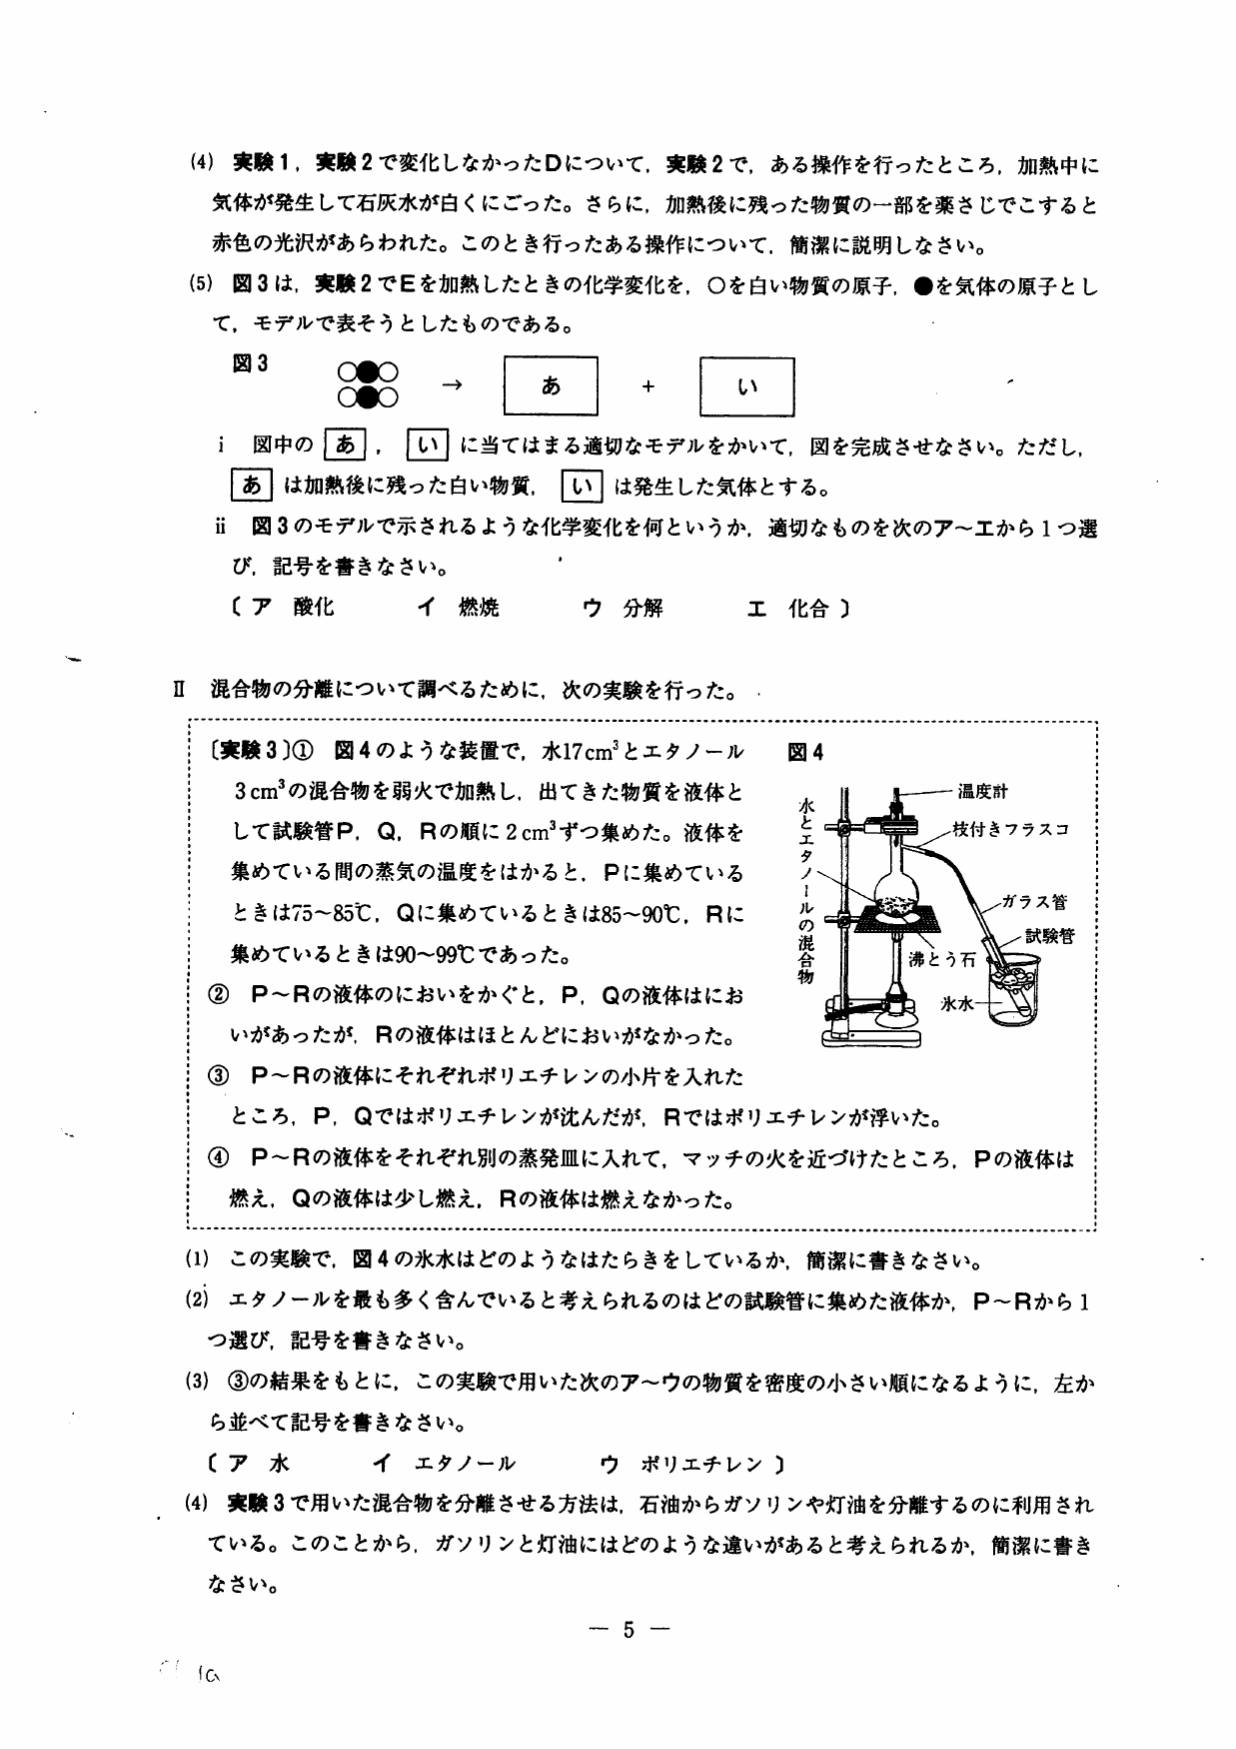 (4) 実験1，実験2で変化しなかったDについて，実験2で，ある操作を行ったところ，加熱中に
気体が発生して石灰水が白くにごった。さらに，加熱後に残った物質の一部を薬さじでこすると
赤色の光沢があらわれた。このとき行ったある操作について，簡潔に説明しなさい。
(5) 図3は，実験2でEを加熱したときの化学変化を，○を白い物質の原子，●を気体の原子とし
て，モデルで表そうとしたものである。
図3
○●○
○●○ → あ + い
i 図中の あ ， い に当てはまる適切なモデルをかいて，図を完成させなさい。ただし，
あ は加熱後に残った白い物質， い は発生した気体とする。
ii 図3のモデルで示されるような化学変化を何というか，適切なものを次のア〜エから1つ選
び，記号を書きなさい。
〔 ア 酸化 イ 燃焼 ウ 分解 エ 化合 〕
Ⅱ 混合物の分離について調べるために，次の実験を行った。
〔実験3〕① 図4のような装置で，水17cm³とエタノール
3cm³の混合物を弱火で加熱し，出てきた物質を液体と
して試験管P，Q，Rの順に2cm³ずつ集めた。液体を
集めている間の蒸気の温度をはかると，Pに集めている
ときは75〜85℃，Qに集めているときは85〜90℃，Rに
集めているときは90〜99℃であった。
② P〜Rの液体のにおいをかぐと，P，Qの液体はにお
いがあったが，Rの液体はほとんどにおいがなかった。
③ P〜Rの液体にそれぞれポリエチレンの小片を入れた
ところ，P，Qではポリエチレンが沈んだが，Rではポリエチレンが浮いた。
④ P〜Rの液体をそれぞれ別の蒸発皿に入れて，マッチの火を近づけたところ，Pの液体は
燃え，Qの液体は少し燃え，Rの液体は燃えなかった。
図4
水とエタノールの混合物
温度計
枝付きフラスコ
ガラス管
試験管
沸とう石
氷水
(1) この実験で，図4の氷水はどのようなはたらきをしているか，簡潔に書きなさい。
(2) エタノールを最も多く含んでいると考えられるのはどの試験管に集めた液体か，P〜Rから1
つ選び，記号を書きなさい。
(3) ③の結果をもとに，この実験で用いた次のア〜ウの物質を密度の小さい順になるように，左か
ら並べて記号を書きなさい。
〔 ア 水 イ エタノール ウ ポリエチレン 〕
(4) 実験3で用いた混合物を分離させる方法は，石油からガソリンや灯油を分離するのに利用され
ている。このことから，ガソリンと灯油にはどのような違いがあると考えられるか，簡潔に書き
なさい。
― 5 ―